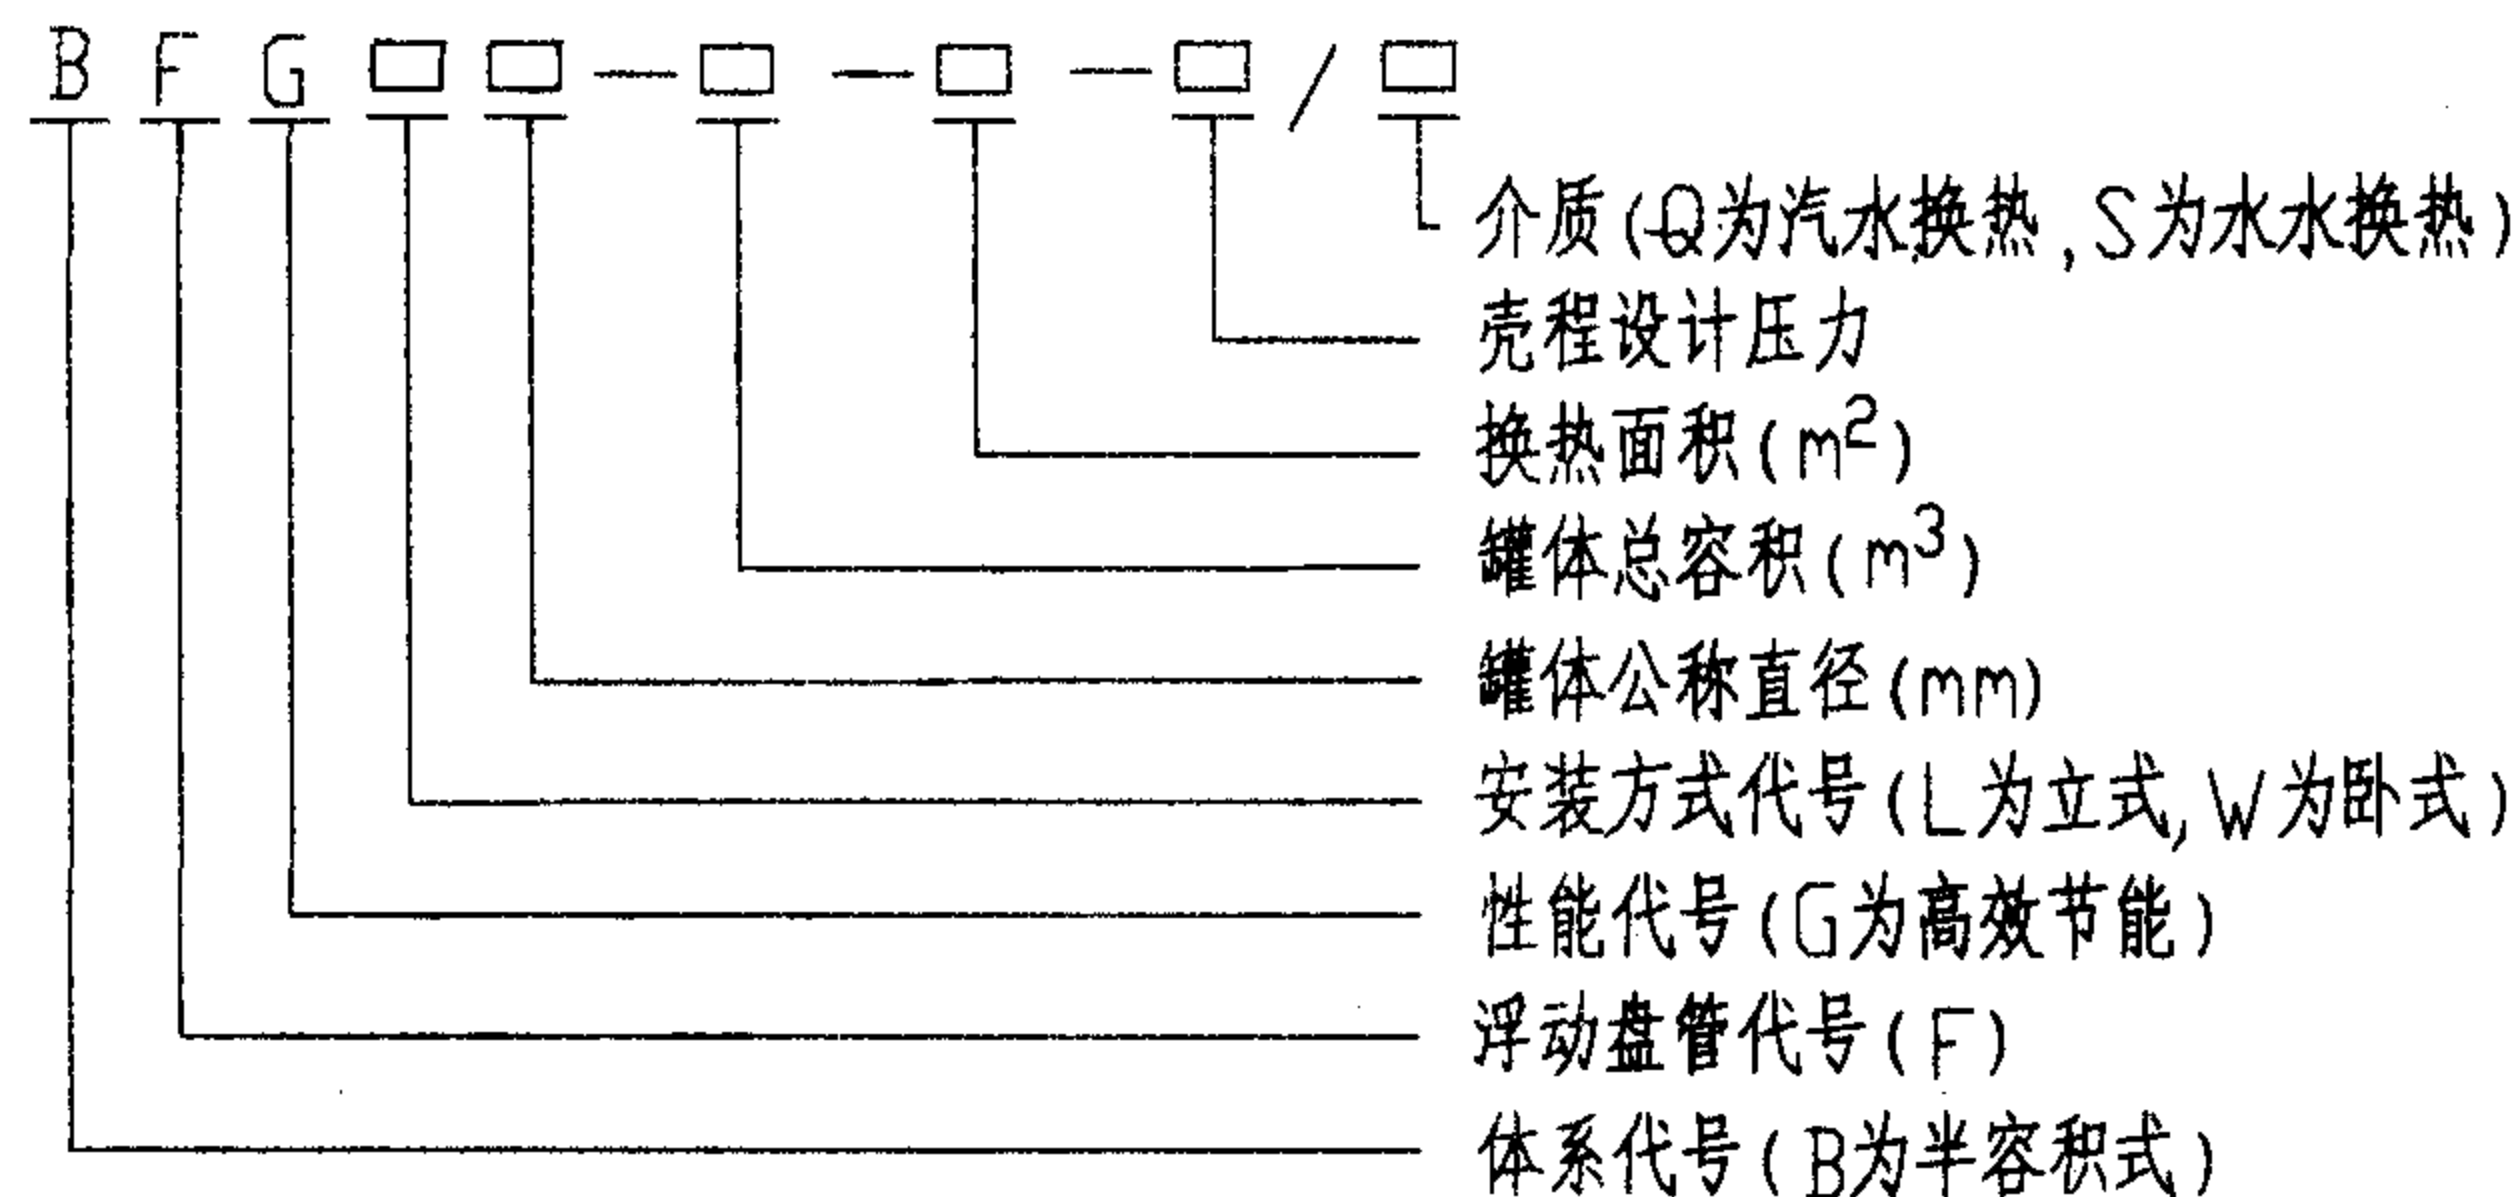 BFG□□—□—□—□/□
介质(Q为汽水换热,S为水水换热)
壳程设计压力
换热面积(m²)
罐体总容积(m³)
罐体公称直径(mm)
安装方式代号(L为立式,W为卧式)
性能代号(G为高效节能)
浮动盘管代号(F)
体系代号(B为半容积式)